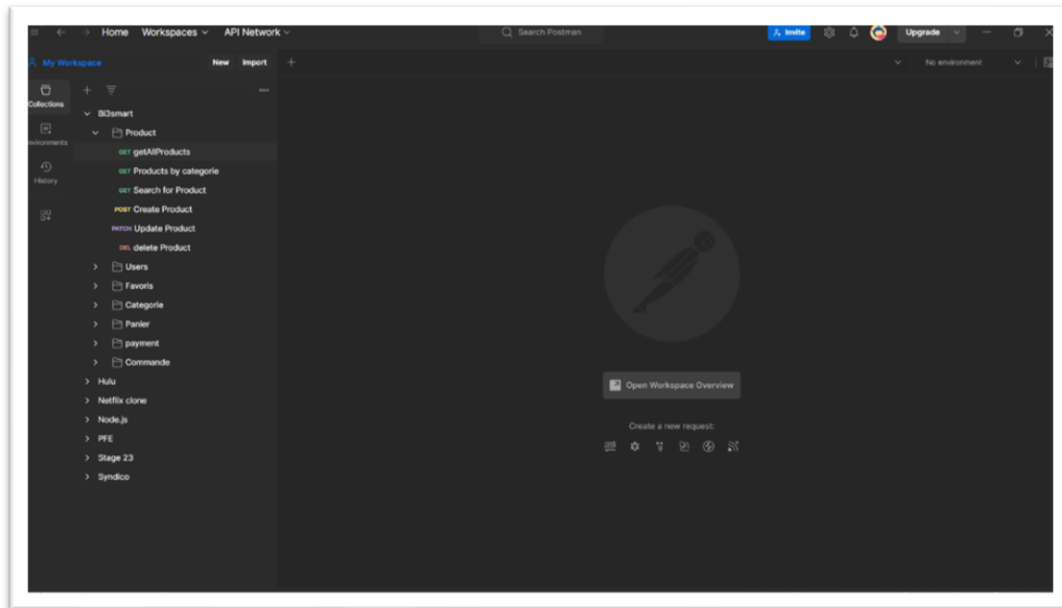 Home Workspaces API Network Search Postman Invite Upgrade
My Workspace New Import No environment
Collections
Environments
History
Bi3smart
Product
GET getAllProducts
GET Products by categorie
GET Search for Product
POST Create Product
PATCH Update Product
DEL delete Product
Users
Favoris
Categorie
Panier
payment
Commande
Hulu
Netflix clone
Node.js
PFE
Stage 23
Syndico
Open Workspace Overview
Create a new request: